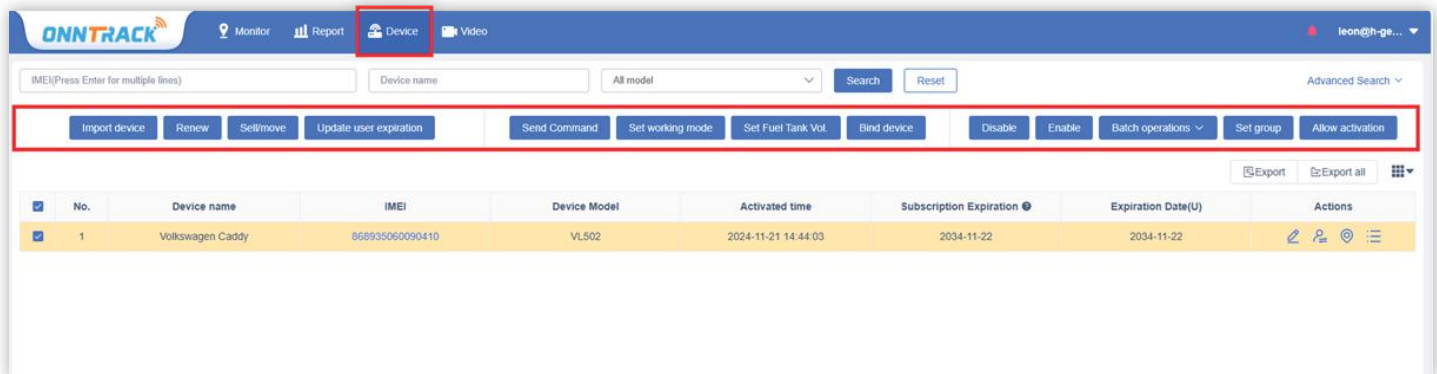 ONNTRACK Monitor Report Device Video leon@h-ge...
IMEI(Press Enter for multiple lines) Device name All model Search Reset Advanced Search
Import device Renew Sell/move Update user expiration Send Command Set working mode Set Fuel Tank Vol. Bind device Disable Enable Batch operations Set group Allow activation
Export Export all
No. Device name IMEI Device Model Activated time Subscription Expiration Expiration Date(U) Actions
1 Volkswagen Caddy 868935060090410 VL502 2024-11-21 14:44:03 2034-11-22 2034-11-22